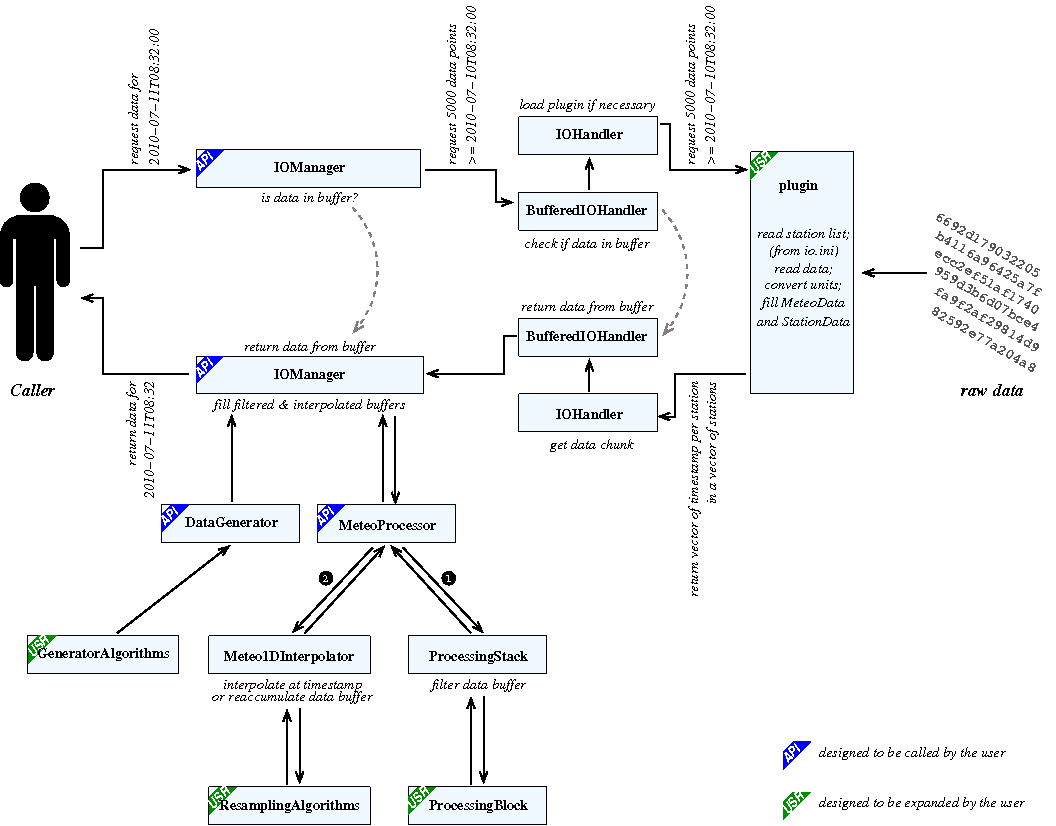 request data for
2010-07-11T08:32:00
API
IOManager
is data in buffer?
request 5000 data points
>= 2010-07-10T08:32:00
load plugin if necessary
IOHandler
BufferedIOHandler
check if data in buffer
request 5000 data points
>= 2010-07-10T08:32:00
USR
plugin
read station list;
(from io.ini)
read data;
convert units;
fill MeteoData
and StationData
6692d179032205
b4116a96425a7f
ecc2ef51af1740
959d3b6d07bce4
fa9f2af29814d9
82592e77a204a8
raw data
Caller
return data from buffer
API
IOManager
fill filtered & interpolated buffers
return data from buffer
BufferedIOHandler
IOHandler
get data chunk
return data for
2010-07-11T08:32
return vector of timestamp per station
in a vector of stations
API
DataGenerator
API
MeteoProcessor
2
1
USR
GeneratorAlgorithms
Meteo1DInterpolator
interpolate at timestamp
or reaccumulate data buffer
ProcessingStack
filter data buffer
USR
ResamplingAlgorithms
USR
ProcessingBlock
API
designed to be called by the user
USR
designed to be expanded by the user